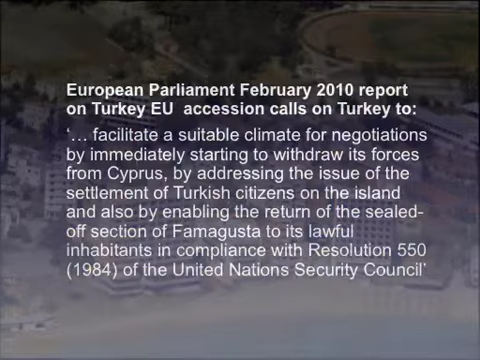 European Parliament February 2010 report
on Turkey EU accession calls on Turkey to:
‘… facilitate a suitable climate for negotiations
by immediately starting to withdraw its forces
from Cyprus, by addressing the issue of the
settlement of Turkish citizens on the island
and also by enabling the return of the sealed-
off section of Famagusta to its lawful
inhabitants in compliance with Resolution 550
(1984) of the United Nations Security Council’